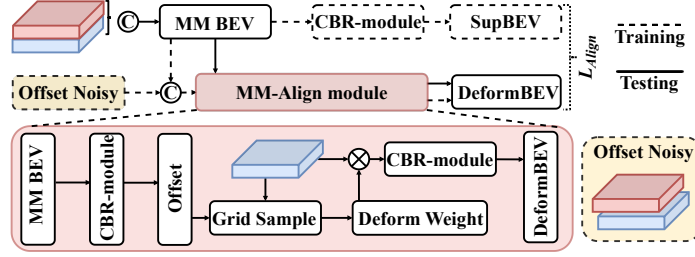 C
MM BEV
CBR-module
SupBEV
Training
Testing
L_Align
Offset Noisy
C
MM-Align module
DeformBEV
MM BEV
CBR-module
Offset
Grid Sample
Deform Weight
CBR-module
DeformBEV
Offset Noisy